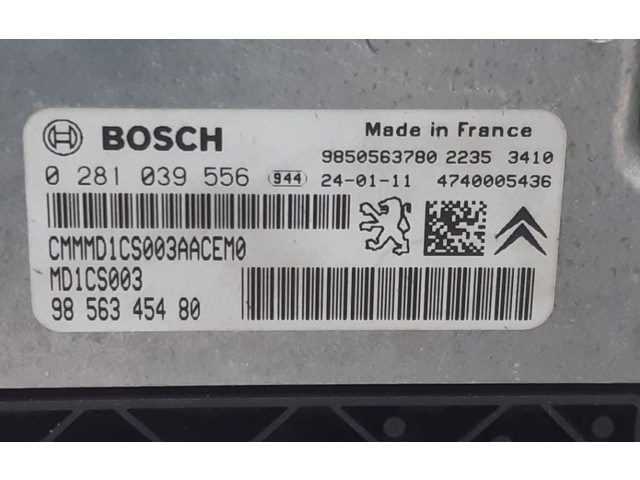 BOSCH
Made in France
9850563780 2235 3410
0 281 039 556 944 24-01-11 4740005436
CMMMD1CS003AACEM0
MD1CS003
98 563 454 80